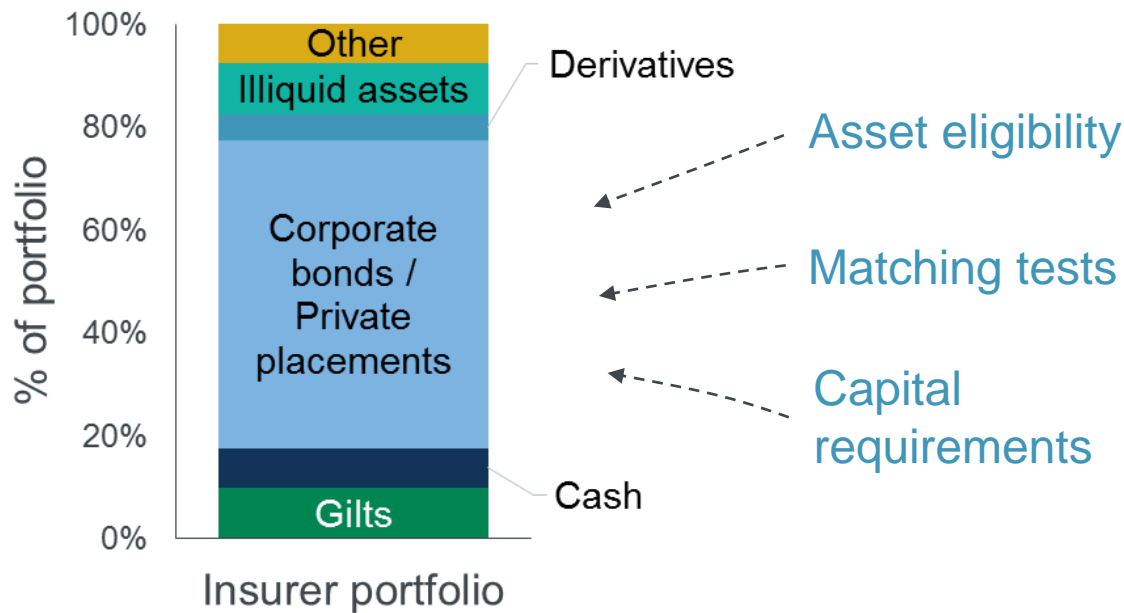 100%
80%
60%
40%
20%
0%
% of portfolio
Other
Illiquid assets
Derivatives
Corporate
bonds /
Private
placements
Cash
Gilts
Insurer portfolio
Asset eligibility
Matching tests
Capital
requirements